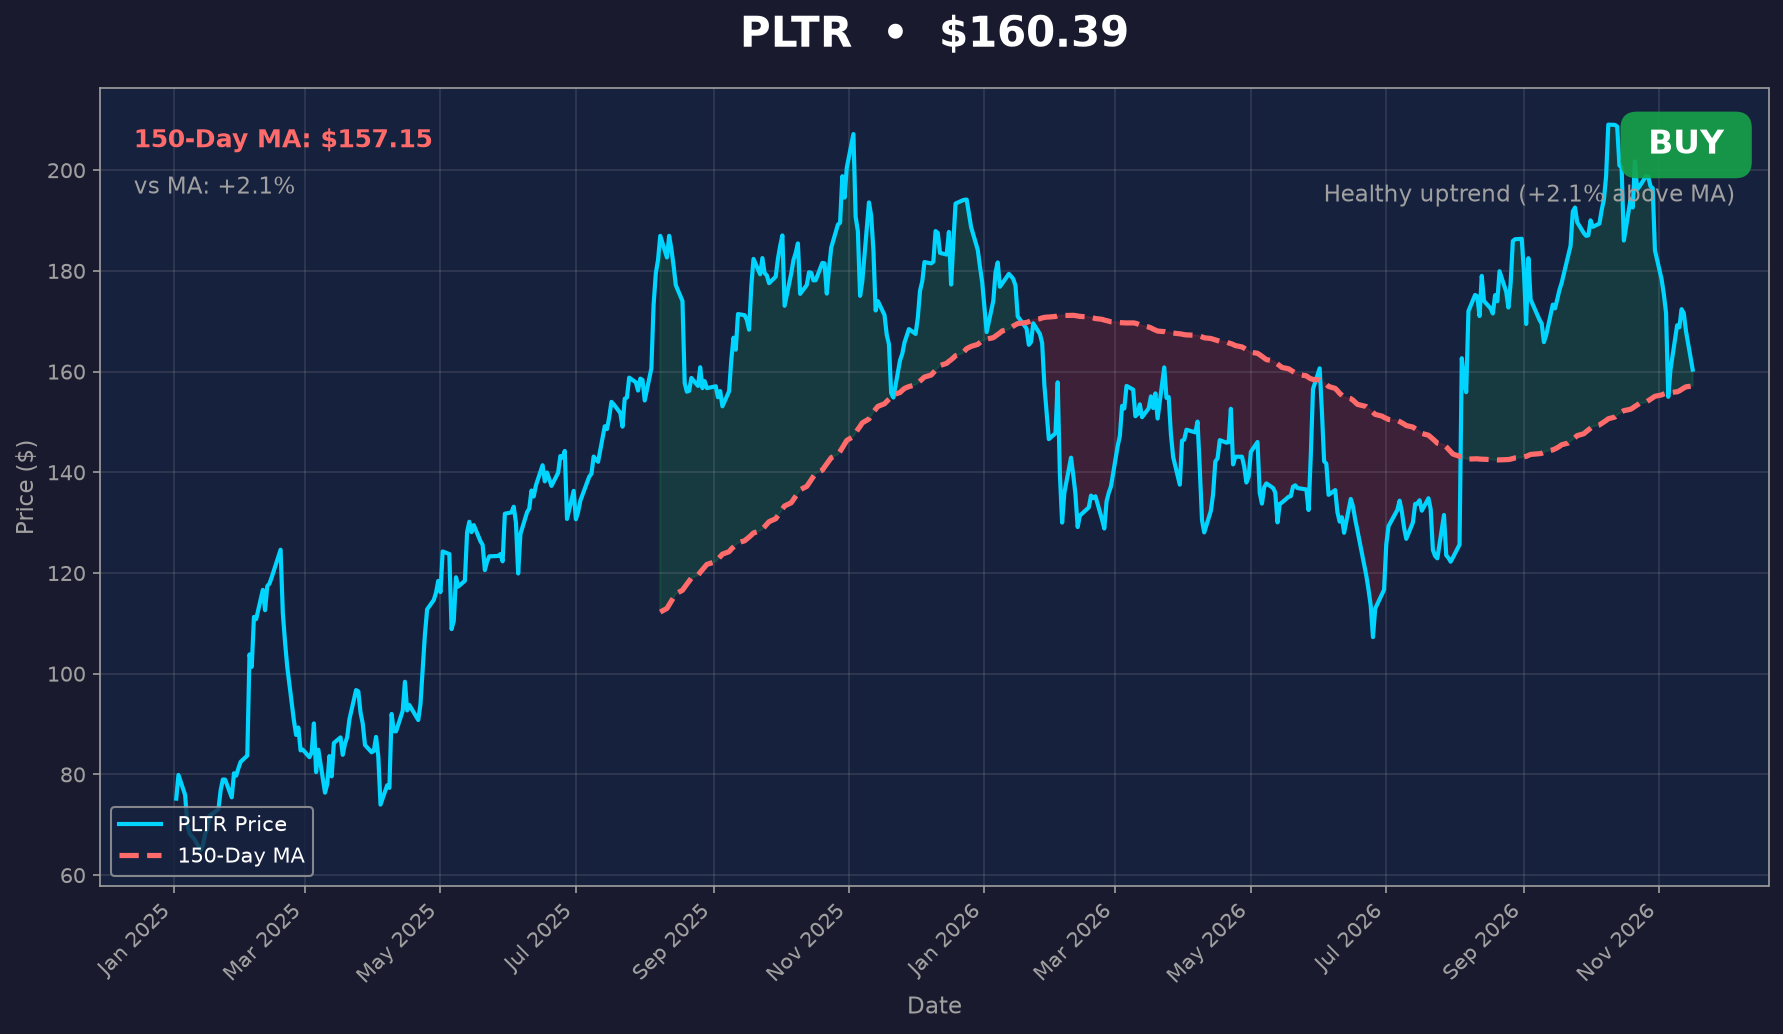 PLTR • $160.39
150-Day MA: $157.15
vs MA: +2.1%
BUY
Healthy uptrend (+2.1% above MA)
Price ($)
200
180
160
140
120
100
80
60
PLTR Price
150-Day MA
Jan 2025
Mar 2025
May 2025
Jul 2025
Sep 2025
Nov 2025
Jan 2026
Mar 2026
May 2026
Jul 2026
Sep 2026
Nov 2026
Date